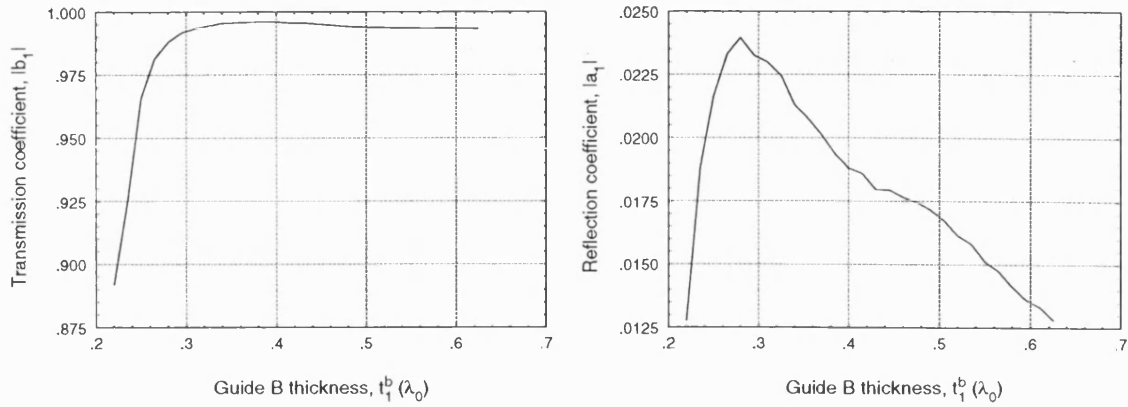 Transmission coefficient, |b₁|
1.000
.975
.950
.925
.900
.875
.2 .3 .4 .5 .6 .7
Guide B thickness, t₁ᵇ (λ₀)
Reflection coefficient, |a₁|
.0250
.0225
.0200
.0175
.0150
.0125
.2 .3 .4 .5 .6 .7
Guide B thickness, t₁ᵇ (λ₀)